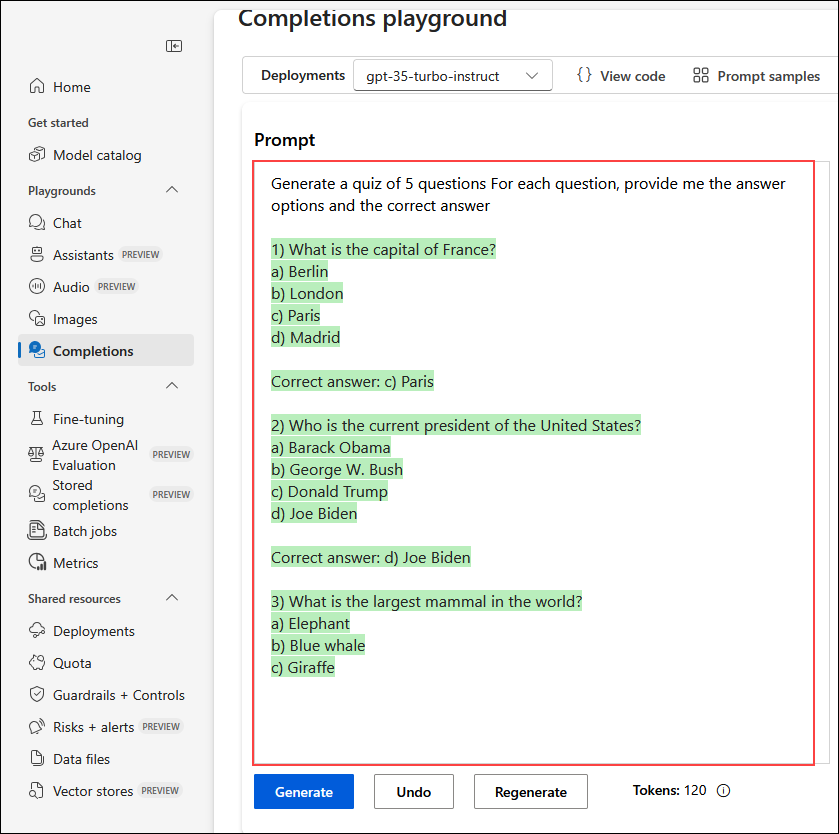 Completions playground
Home
Get started
Model catalog
Playgrounds
Chat
Assistants PREVIEW
Audio PREVIEW
Images
Completions
Tools
Fine-tuning
Azure OpenAI
Evaluation PREVIEW
Stored
completions PREVIEW
Batch jobs
Metrics
Shared resources
Deployments
Quota
Guardrails + Controls
Risks + alerts PREVIEW
Data files
Vector stores PREVIEW
Deployments gpt-35-turbo-instruct {} View code Prompt samples
Prompt
Generate a quiz of 5 questions For each question, provide me the answer
options and the correct answer
1) What is the capital of France?
a) Berlin
b) London
c) Paris
d) Madrid
Correct answer: c) Paris
2) Who is the current president of the United States?
a) Barack Obama
b) George W. Bush
c) Donald Trump
d) Joe Biden
Correct answer: d) Joe Biden
3) What is the largest mammal in the world?
a) Elephant
b) Blue whale
c) Giraffe
Generate Undo Regenerate Tokens: 120